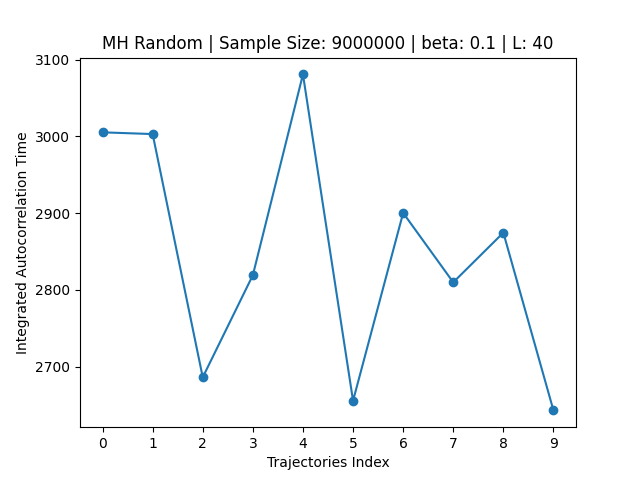 MH Random | Sample Size: 9000000 | beta: 0.1 | L: 40
Integrated Autocorrelation Time
3100
3000
2900
2800
2700
0 1 2 3 4 5 6 7 8 9
Trajectories Index